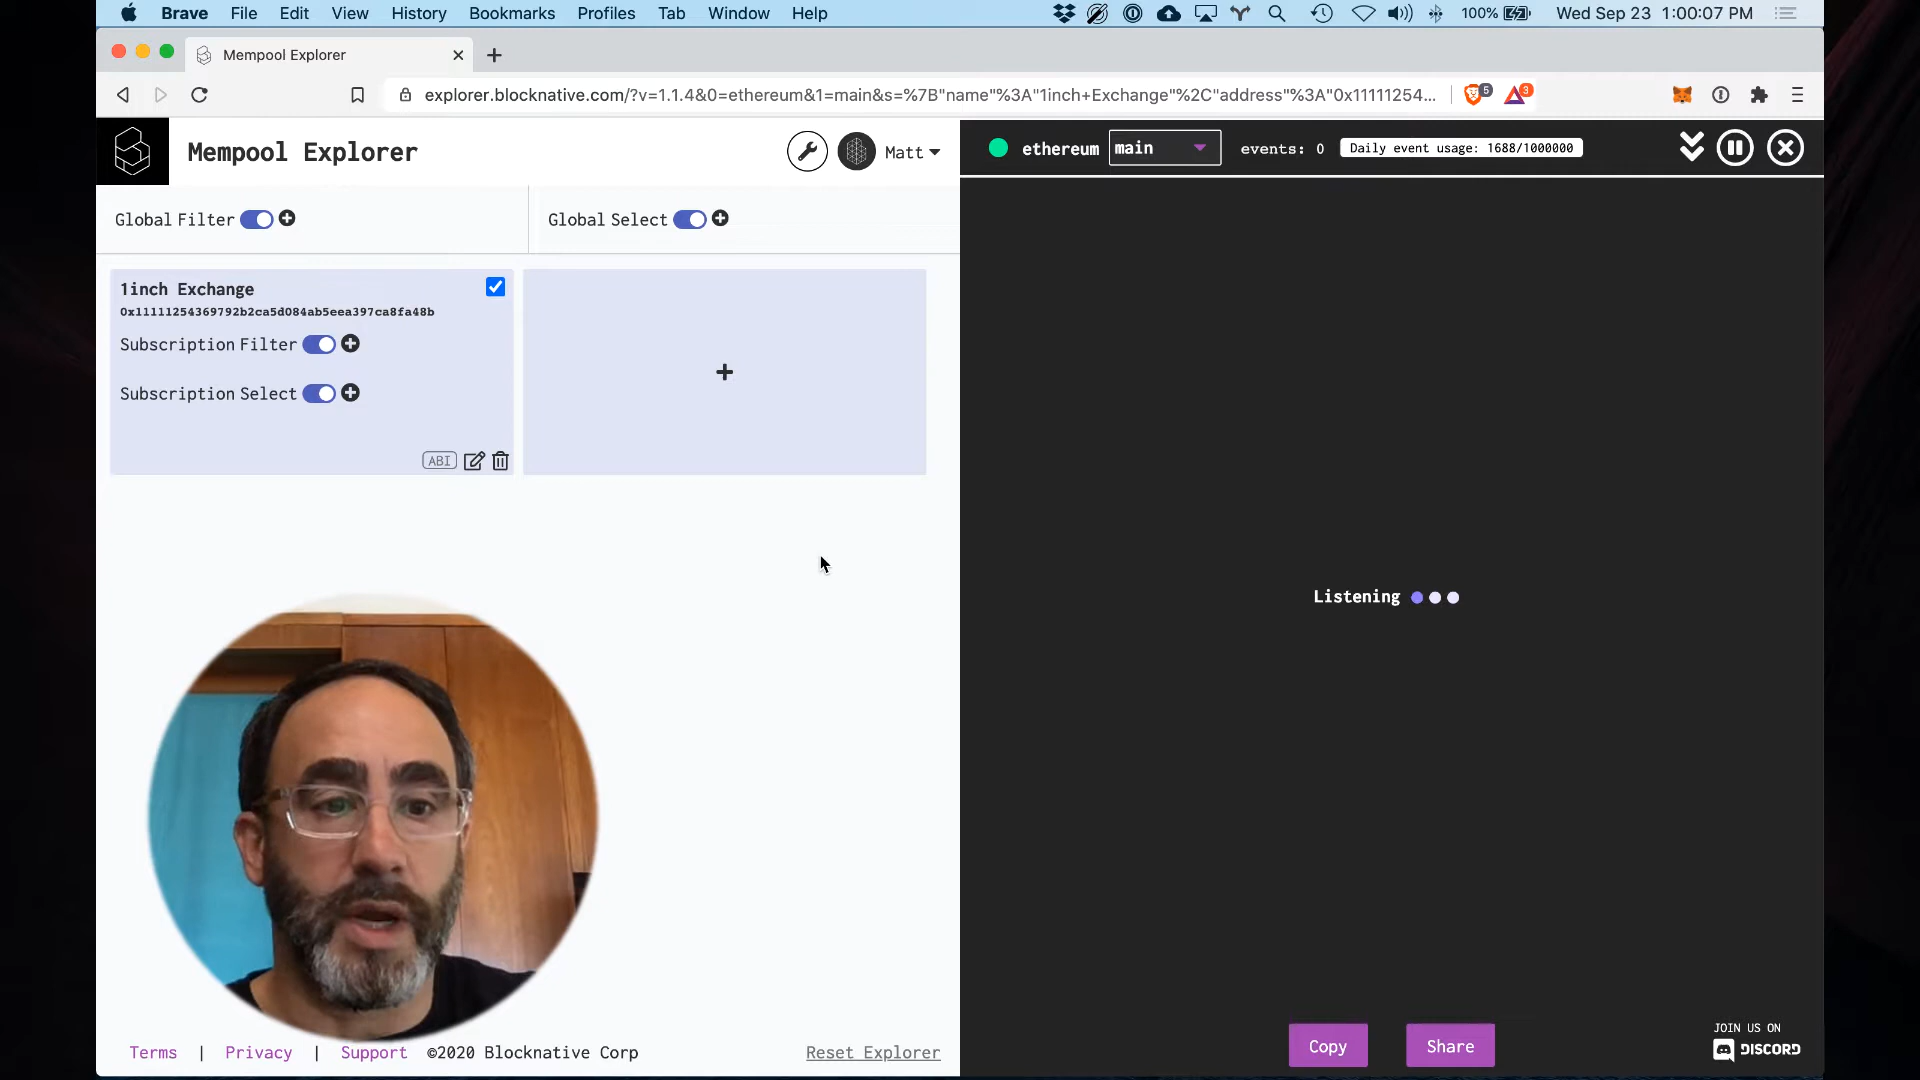 Brave File Edit View History Bookmarks Profiles Tab Window Help 100% Wed Sep 23 1:00:07 PM
Mempool Explorer
explorer.blocknative.com/?v=1.1.4&0=ethereum&1=main&s=%7B"name"%3A"1inch+Exchange"%2C"address"%3A"0x11111254... 5 3
Mempool Explorer
Matt
ethereum main events: 0 Daily event usage: 1688/1000000
Global Filter
Global Select
1inch Exchange
0x11111254369792b2ca5d084ab5eea397ca8fa48b
Subscription Filter
Subscription Select
ABI
Listening
Copy
Share
JOIN US ON
DISCORD
Terms | Privacy | Support ©2020 Blocknative Corp
Reset Explorer